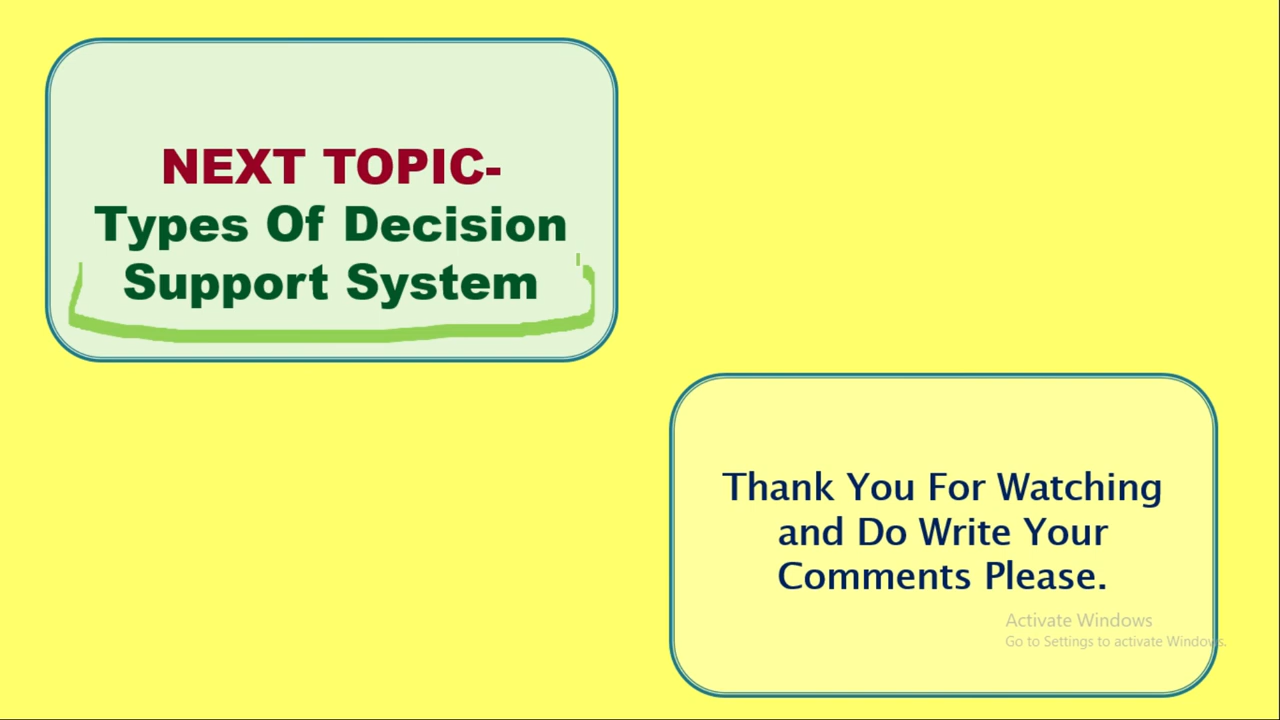 NEXT TOPIC-
Types Of Decision
Support System
Thank You For Watching
and Do Write Your
Comments Please.
Activate Windows
Go to Settings to activate Windows.